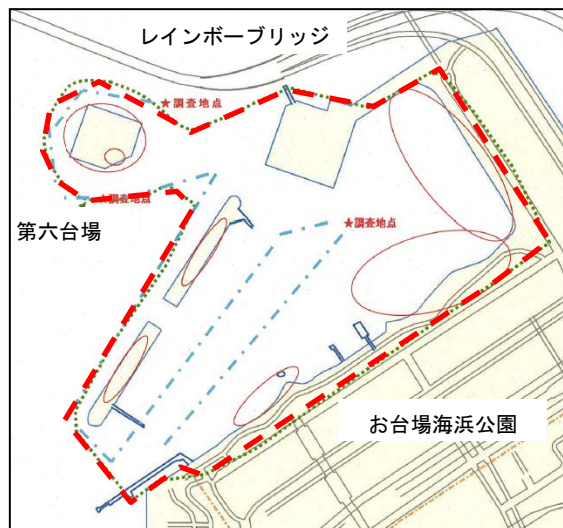 レインボーブリッジ
★調査地点
★調査地点
第六台場
★調査地点
お台場海浜公園